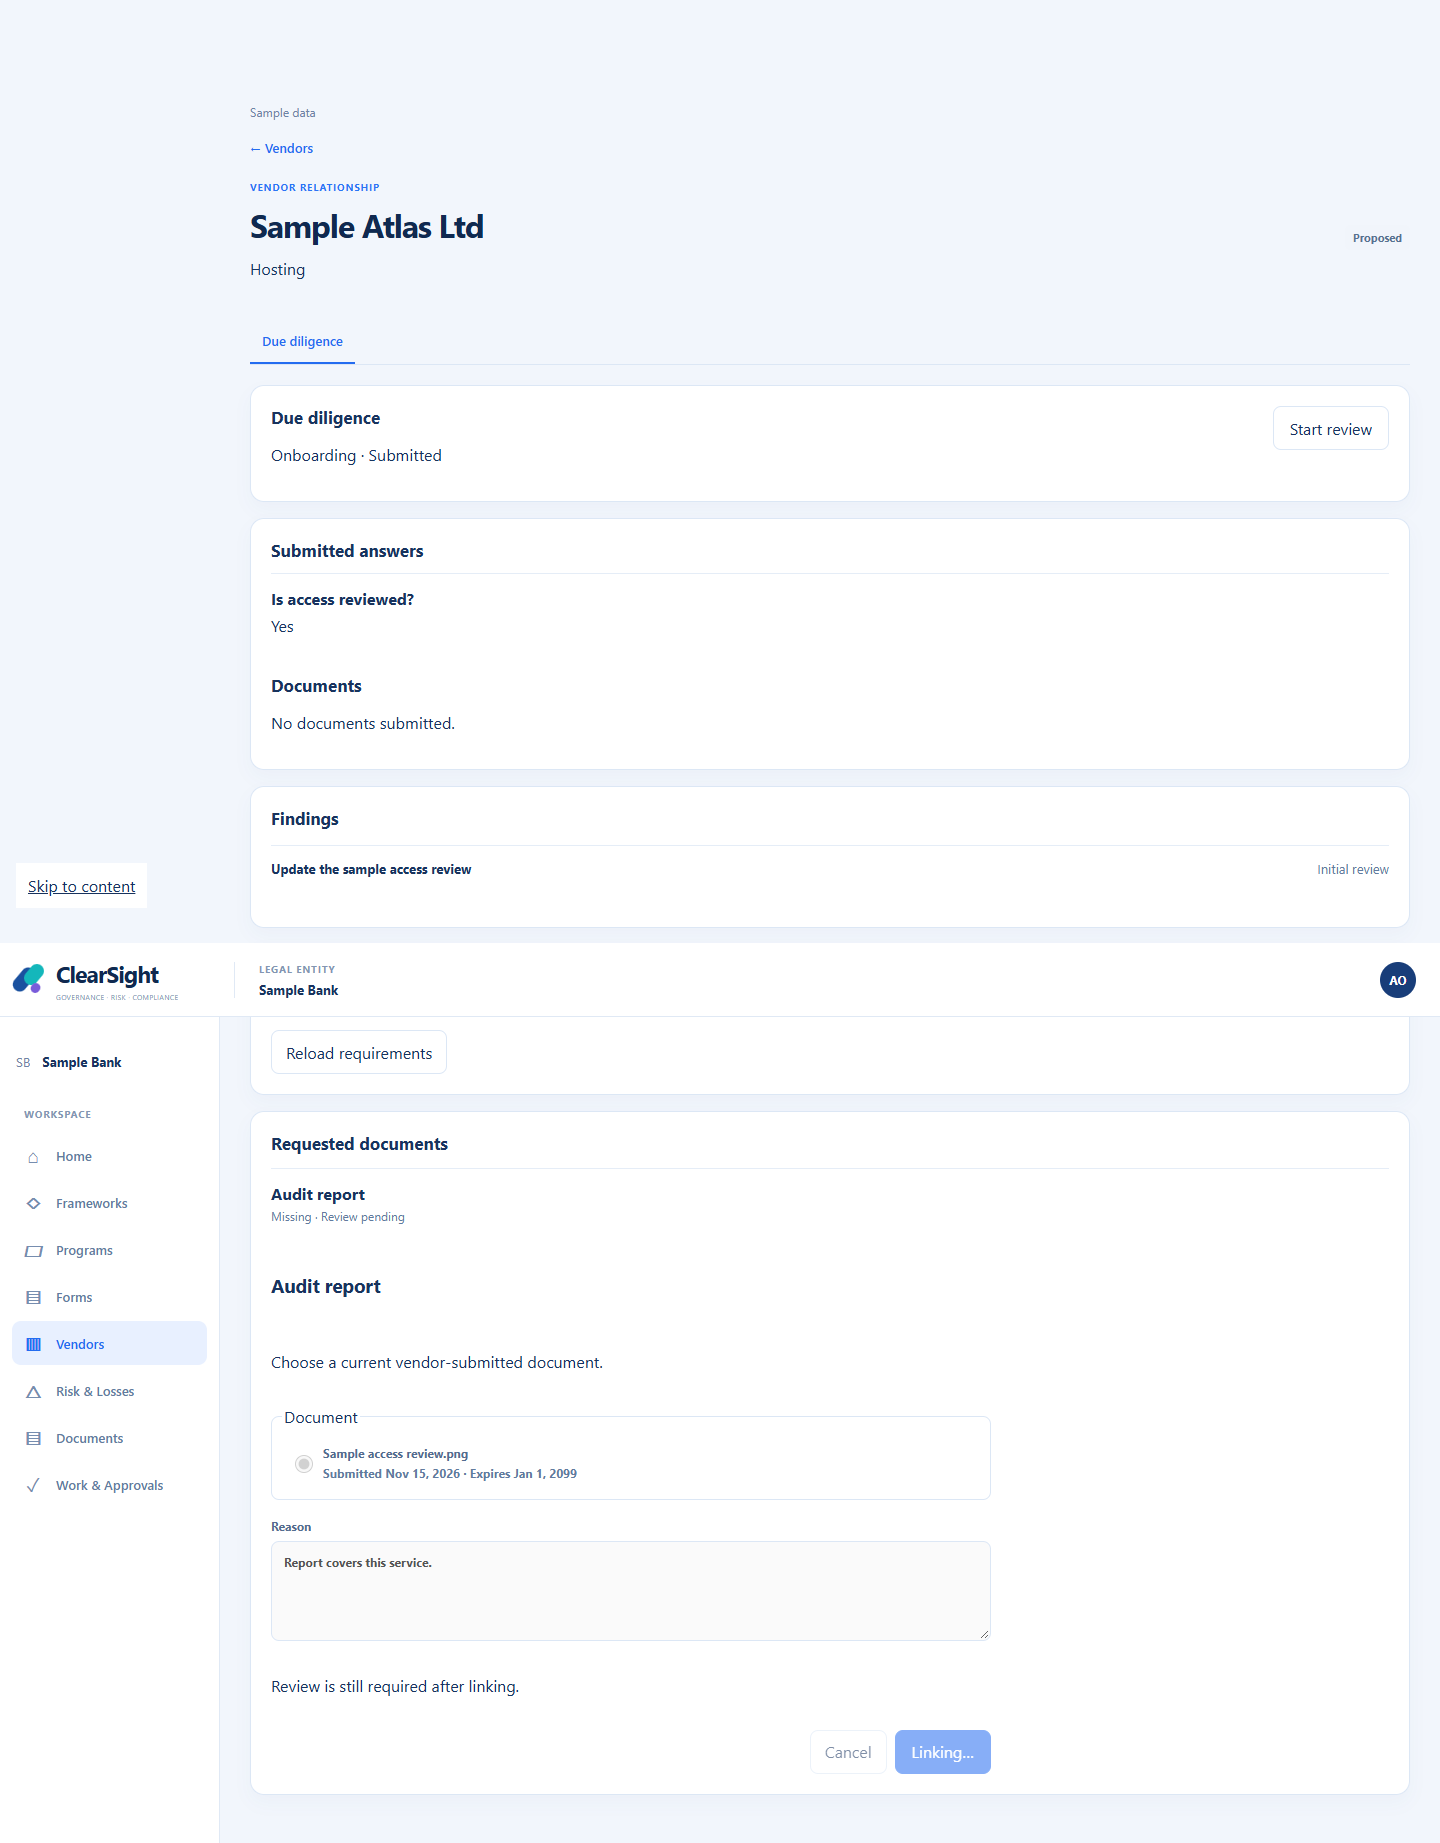 Sample data
← Vendors
VENDOR RELATIONSHIP
Sample Atlas Ltd
Proposed
Hosting
Due diligence
Due diligence
Start review
Onboarding · Submitted
Submitted answers
Is access reviewed?
Yes
Documents
No documents submitted.
Findings
Update the sample access review
Initial review
Skip to content
ClearSight
GOVERNANCE · RISK · COMPLIANCE
LEGAL ENTITY
Sample Bank
AO
Reload requirements
SB Sample Bank
WORKSPACE
Home
Frameworks
Programs
Forms
Vendors
Risk & Losses
Documents
Work & Approvals
Requested documents
Audit report
Missing · Review pending
Audit report
Choose a current vendor-submitted document.
Document
Sample access review.png
Submitted Nov 15, 2026 · Expires Jan 1, 2099
Reason
Report covers this service.
Review is still required after linking.
Cancel
Linking...